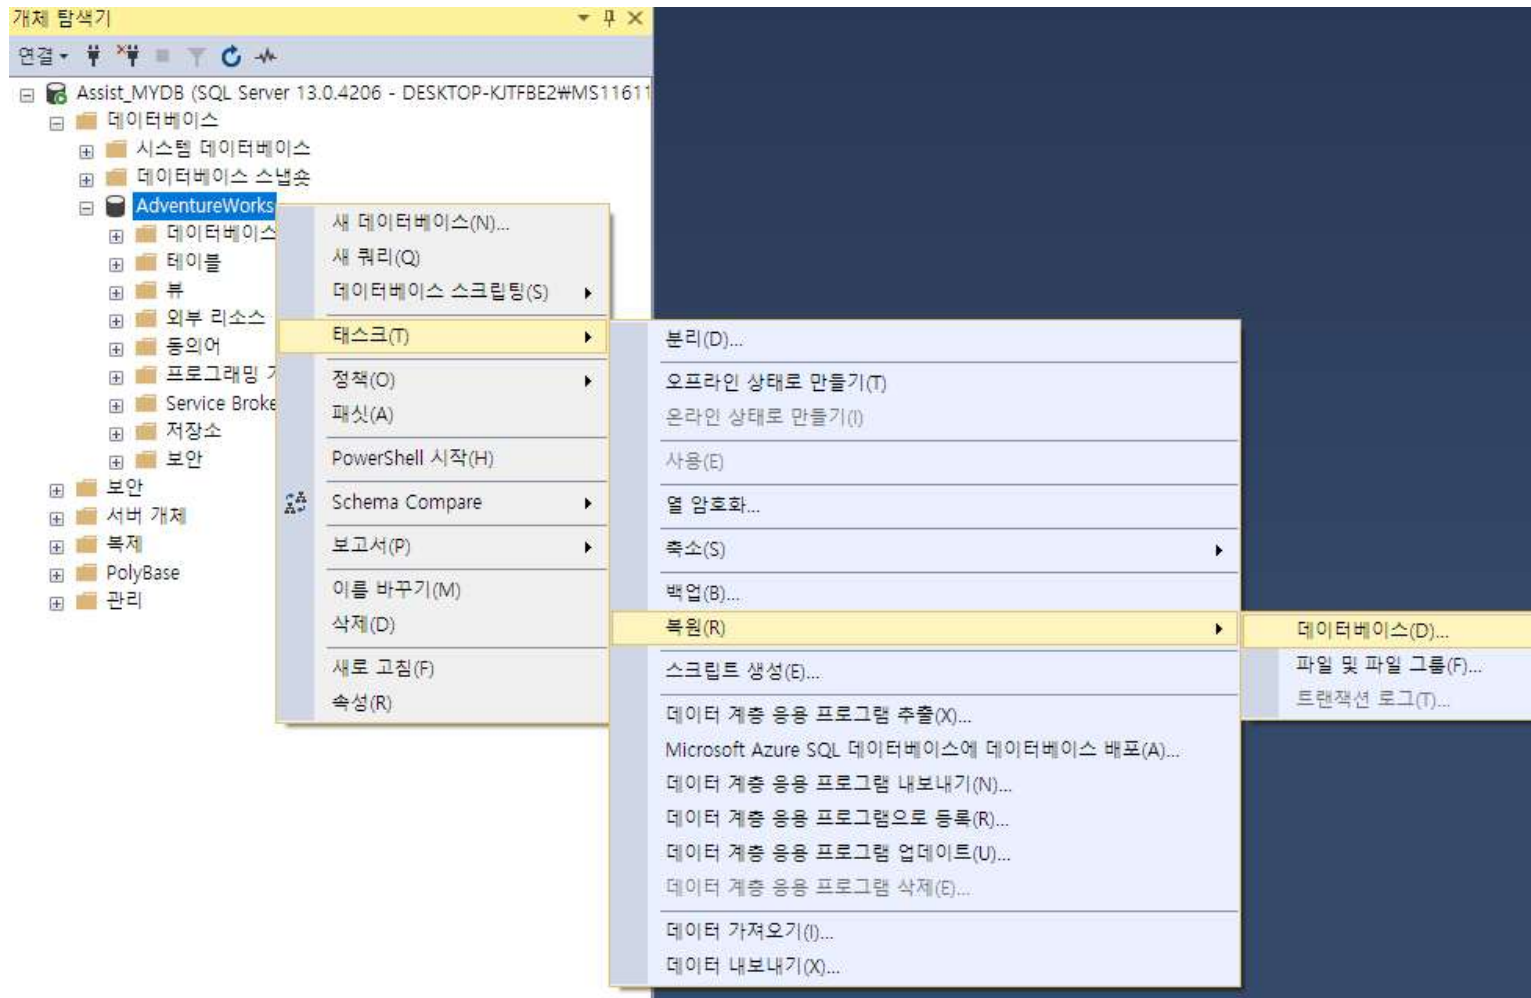 개체 탐색기
연결
Assist_MYDB (SQL Server 13.0.4206 - DESKTOP-KJTFBE2₩MS11611
데이터베이스
시스템 데이터베이스
데이터베이스 스냅숏
AdventureWorks
데이터베이스
테이블
뷰
외부 리소스
동의어
프로그래밍
Service Broke
저장소
보안
보안
서버 개체
복제
PolyBase
관리
새 데이터베이스(N)...
새 쿼리(Q)
데이터베이스 스크립팅(S)
태스크(T)
정책(O)
패싯(A)
PowerShell 시작(H)
Schema Compare
보고서(P)
이름 바꾸기(M)
삭제(D)
새로 고침(F)
속성(R)
분리(D)...
오프라인 상태로 만들기(T)
온라인 상태로 만들기(I)
사용(E)
열 암호화...
축소(S)
백업(B)...
복원(R)
스크립트 생성(E)...
데이터 계층 응용 프로그램 추출(X)...
Microsoft Azure SQL 데이터베이스에 데이터베이스 배포(A)...
데이터 계층 응용 프로그램 내보내기(N)...
데이터 계층 응용 프로그램으로 등록(R)...
데이터 계층 응용 프로그램 업데이트(U)...
데이터 계층 응용 프로그램 삭제(E)...
데이터 가져오기(I)...
데이터 내보내기(X)...
데이터베이스(D)...
파일 및 파일 그룹(F)...
트랜잭션 로그(T)...